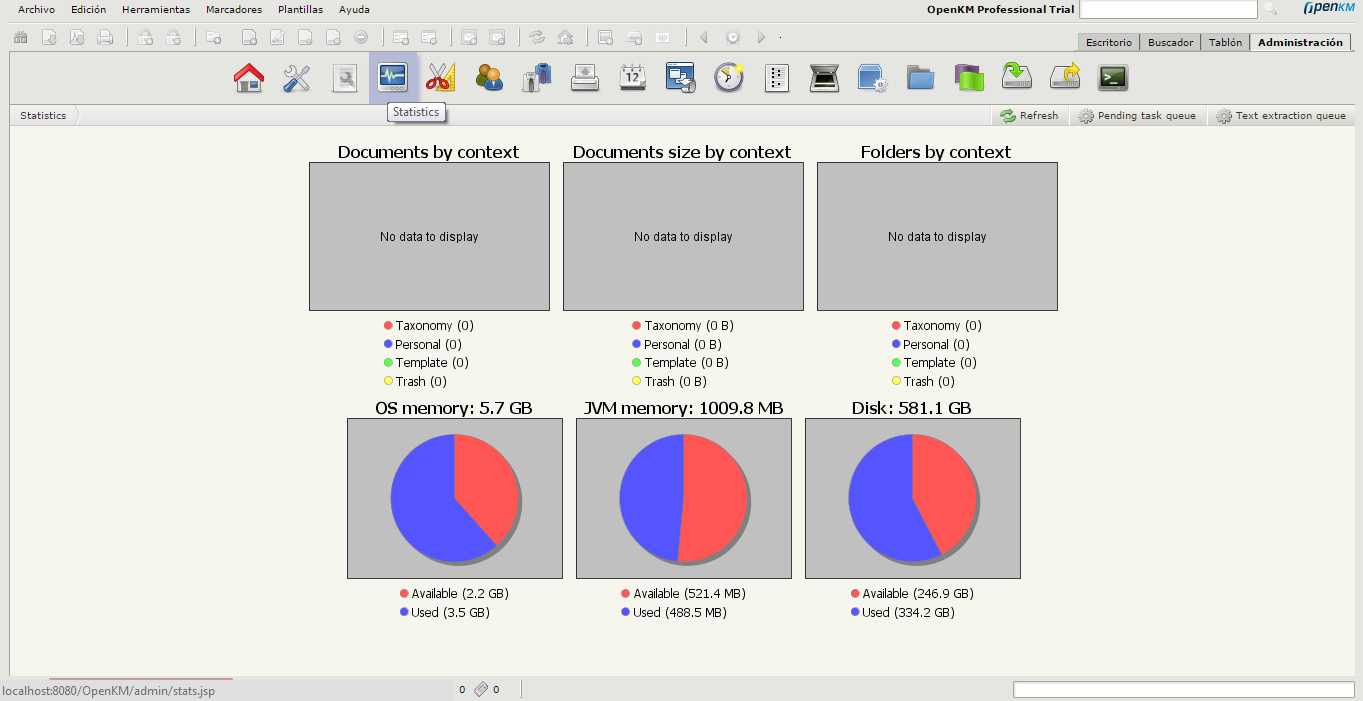 Archivo Edición Herramientas Marcadores Plantillas Ayuda
OpenKM Professional Trial
OpenKM
Escritorio Buscador Tablón Administración
12
Statistics
Statistics
Refresh Pending task queue Text extraction queue
Documents by context Documents size by context Folders by context
No data to display No data to display No data to display
Taxonomy (0) Taxonomy (0 B) Taxonomy (0)
Personal (0) Personal (0 B) Personal (0)
Template (0) Template (0 B) Template (0)
Trash (0) Trash (0 B) Trash (0)
OS memory: 5.7 GB JVM memory: 1009.8 MB Disk: 581.1 GB
Available (2.2 GB) Available (521.4 MB) Available (246.9 GB)
Used (3.5 GB) Used (488.5 MB) Used (334.2 GB)
localhost:8080/OpenKM/admin/stats.jsp 0 0